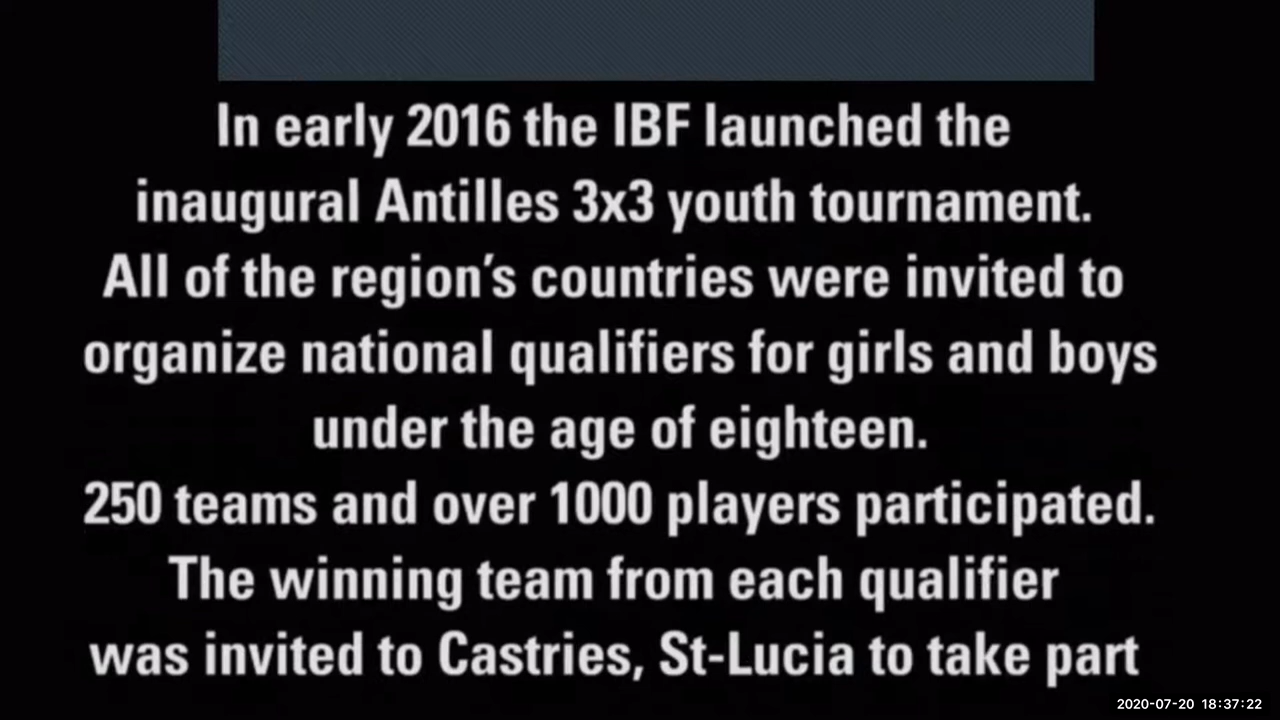 In early 2016 the IBF launched the
inaugural Antilles 3x3 youth tournament.
All of the region's countries were invited to
organize national qualifiers for girls and boys
under the age of eighteen.
250 teams and over 1000 players participated.
The winning team from each qualifier
was invited to Castries, St-Lucia to take part
2020-07-20 18:37:22